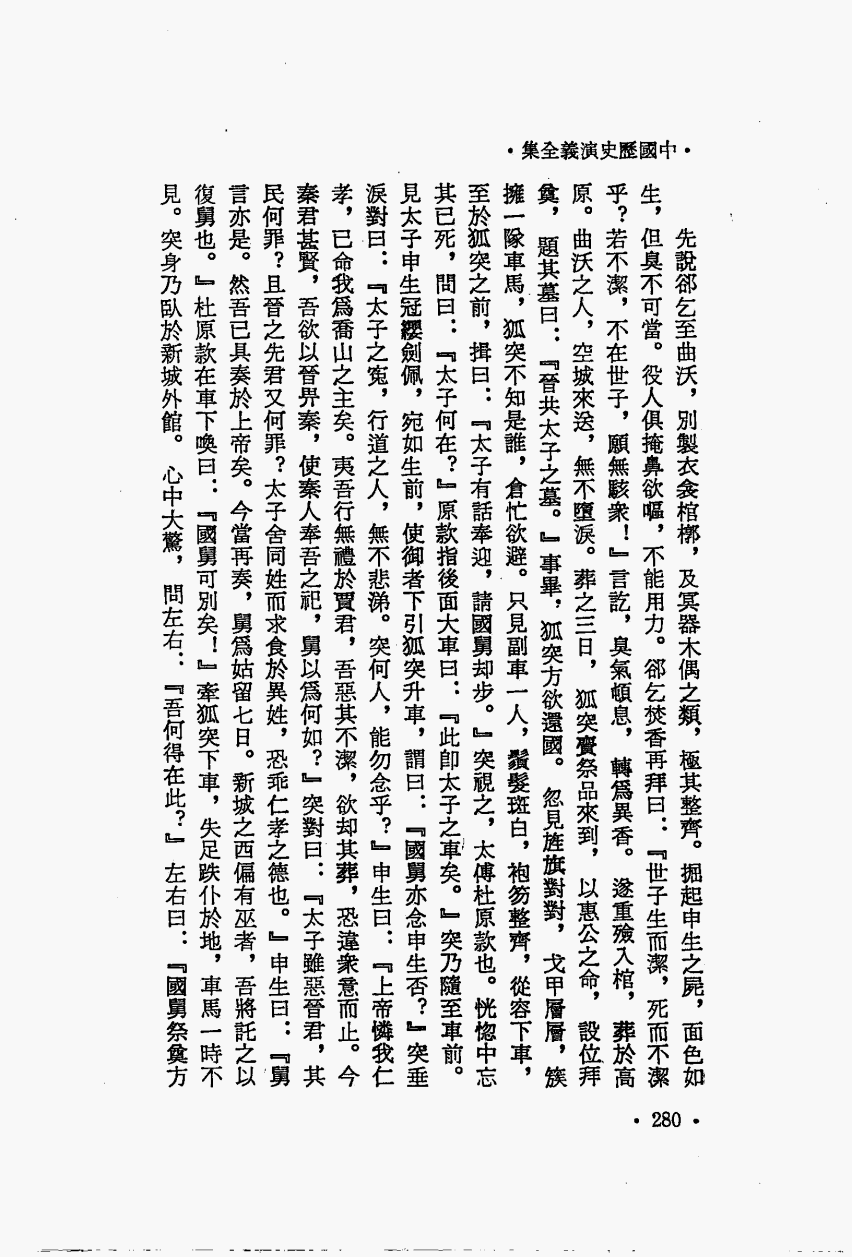 ·中國歷史演義全集·
先說郤乞至曲沃，別製衣衾棺槨，及冥器木偶之類，極其整齊。掘起申生之屍，面色如
生，但臭不可當。役人俱掩鼻欲嘔，不能用力。郤乞焚香再拜曰：『世子生而潔，死而不潔
乎？若不潔，不在世子，願無駭衆！』言訖，臭氣頓息，轉爲異香。遂重殮入棺，葬於高
原。曲沃之人，空城來送，無不墮淚。葬之三日，狐突賫祭品來到，以惠公之命，設位拜
奠，題其墓曰：『晉共太子之墓。』事畢，狐突方欲還國。忽見旌旗對對，戈甲層層，簇
擁一隊車馬，狐突不知是誰，倉忙欲避。只見副車一人，鬚髮斑白，袍笏整齊，從容下車，
至於狐突之前，揖曰：『太子有話奉迎，請國舅却步。』突視之，太傅杜原款也。恍惚中忘
其已死，問曰：『太子何在？』原款指後面大車曰：『此卽太子之車矣。』突乃隨至車前。
見太子申生冠纓劍佩，宛如生前，使御者下引狐突升車，謂曰：『國舅亦念申生否？』突垂
淚對曰：『太子之寃，行道之人，無不悲涕。突何人，能勿念乎？』申生曰：『上帝憐我仁
孝，已命我爲喬山之主矣。夷吾行無禮於賈君，吾惡其不潔，欲却其葬，恐違衆意而止。今
秦君甚賢，吾欲以晉畀秦，使秦人奉吾之祀，舅以爲何如？』突對曰：『太子雖惡晉君，其
民何罪？且晉之先君又何罪？太子舍同姓而求食於異姓，恐乖仁孝之德也。』申生曰：『舅
言亦是。然吾已具奏於上帝矣。今當再奏，舅爲姑留七日。新城之西偏有巫者，吾將託之以
復舅也。』杜原款在車下喚曰：『國舅可別矣！』牽狐突下車，失足跌仆於地，車馬一時不
見。突身乃臥於新城外館。心中大驚，問左右：『吾何得在此？』左右曰：『國舅祭奠方
·280·